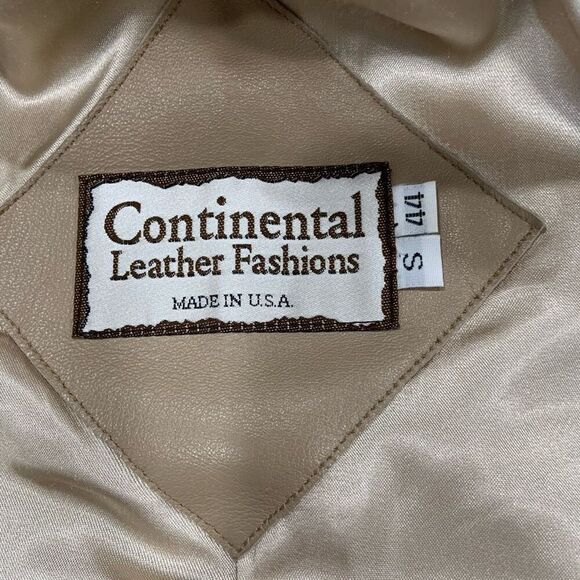 Continental
Leather Fashions
MADE IN U.S.A.
44
S